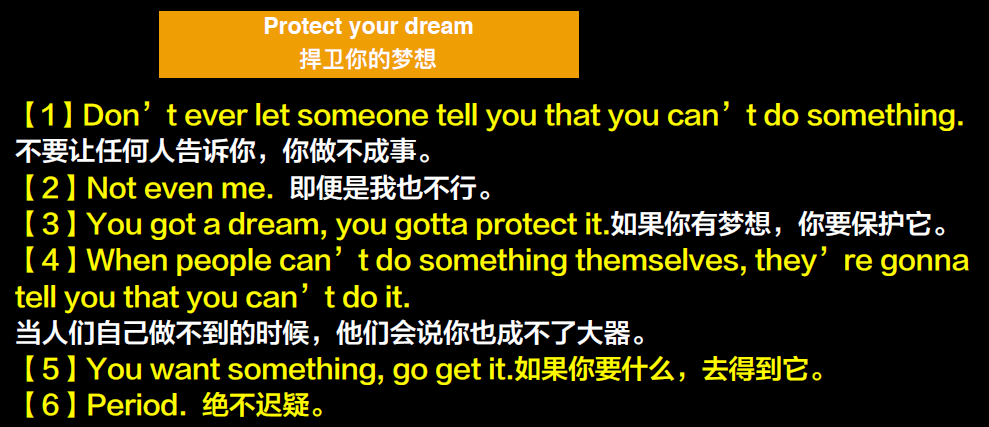 Protect your dream
捍卫你的梦想
【1】Don’t ever let someone tell you that you can’t do something.
不要让任何人告诉你，你做不成事。
【2】Not even me. 即便是我也不行。
【3】You got a dream, you gotta protect it.如果你有梦想，你要保护它。
【4】When people can’t do something themselves, they’re gonna
tell you that you can’t do it.
当人们自己做不到的时候，他们会说你也成不了大器。
【5】You want something, go get it.如果你要什么，去得到它。
【6】Period. 绝不迟疑。